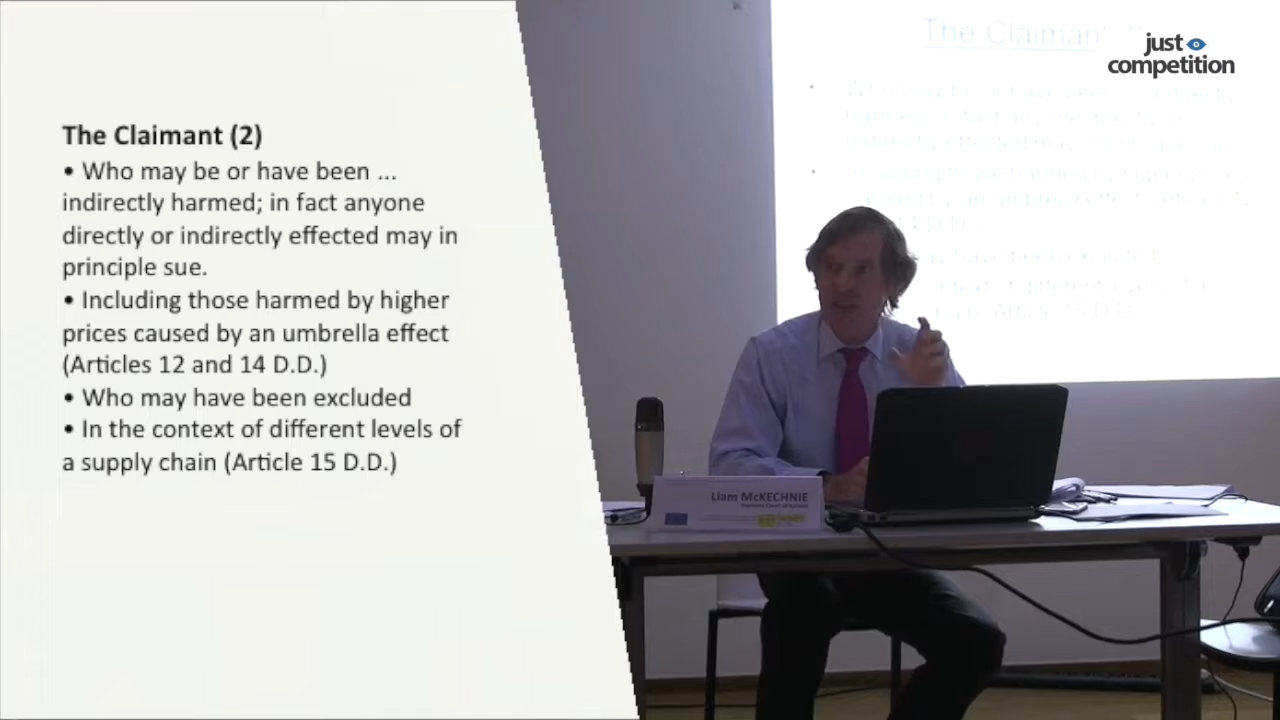 The Claimant (2)
• Who may be or have been ...
indirectly harmed; in fact anyone
directly or indirectly effected may in
principle sue.
• Including those harmed by higher
prices caused by an umbrella effect
(Articles 12 and 14 D.D.)
• Who may have been excluded
• In the context of different levels of
a supply chain (Article 15 D.D.)
just
competition
The Claimant
Liam McKECHNIE